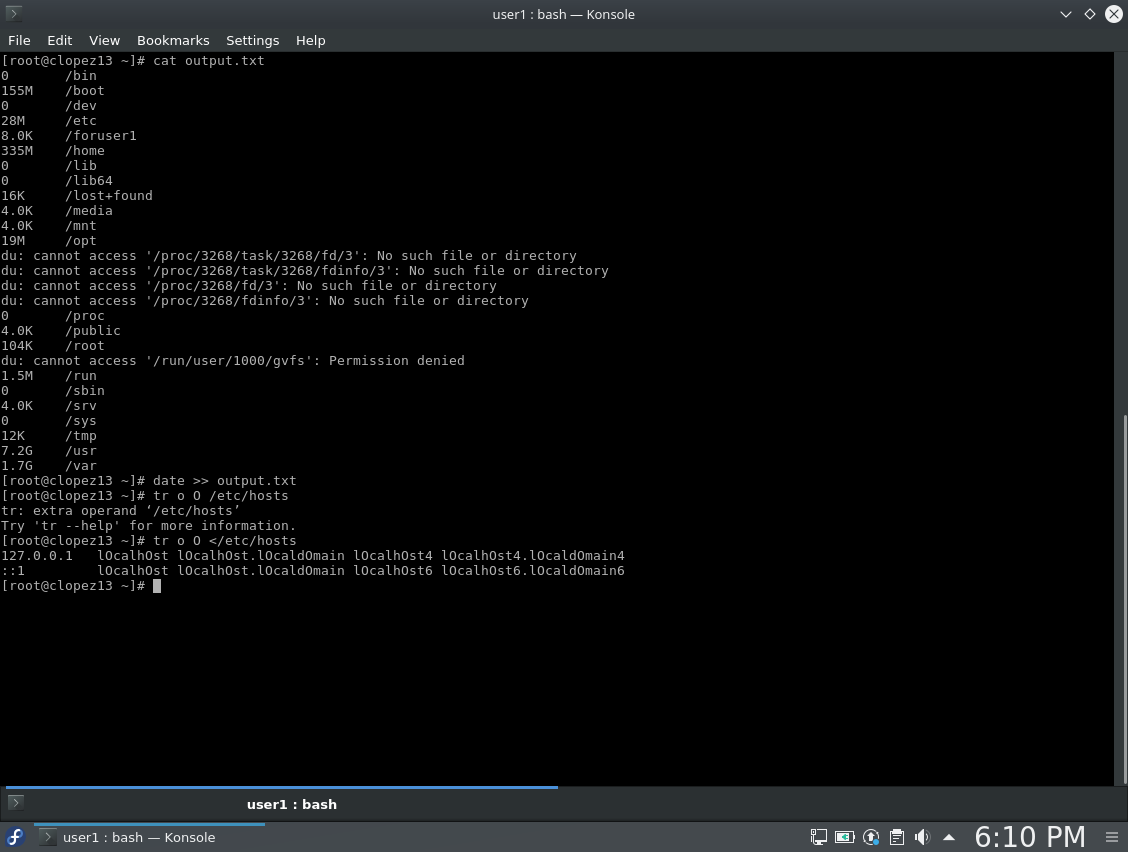 user1 : bash — Konsole
File Edit View Bookmarks Settings Help
[root@clopez13 ~]# cat output.txt
0       /bin
155M    /boot
0       /dev
28M     /etc
8.0K    /foruser1
335M    /home
0       /lib
0       /lib64
16K     /lost+found
4.0K    /media
4.0K    /mnt
19M     /opt
du: cannot access '/proc/3268/task/3268/fd/3': No such file or directory
du: cannot access '/proc/3268/task/3268/fdinfo/3': No such file or directory
du: cannot access '/proc/3268/fd/3': No such file or directory
du: cannot access '/proc/3268/fdinfo/3': No such file or directory
0       /proc
4.0K    /public
104K    /root
du: cannot access '/run/user/1000/gvfs': Permission denied
1.5M    /run
0       /sbin
4.0K    /srv
0       /sys
12K     /tmp
7.2G    /usr
1.7G    /var
[root@clopez13 ~]# date >> output.txt
[root@clopez13 ~]# tr o O /etc/hosts
tr: extra operand ‘/etc/hosts’
Try 'tr --help' for more information.
[root@clopez13 ~]# tr o O </etc/hosts
127.0.0.1   lOcalhOst lOcalhOst.lOcaldOmain lOcalhOst4 lOcalhOst4.lOcaldOmain4
::1         lOcalhOst lOcalhOst.lOcaldOmain lOcalhOst6 lOcalhOst6.lOcaldOmain6
[root@clopez13 ~]#
user1 : bash
user1 : bash — Konsole
6:10 PM